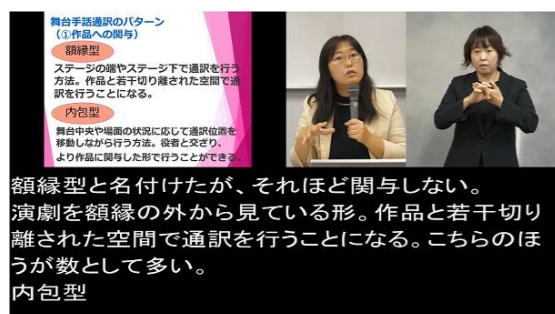 舞台手話通訳のパターン
(①作品への関与)
額縁型
ステージの端やステージ下で通訳を行う
方法。作品と若干切り離された空間で通
訳を行うことになる。
内包型
舞台中央や場面の状況に応じて通訳位置を
移動しながら行う方法。役者と交ざり、
より作品に関与した形で行うことができる。
額縁型と名付けたが、それほど関与しない。
演劇を額縁の外から見ている形。作品と若干切り
離された空間で通訳を行うことになる。こちらのほ
うが数として多い。
内包型